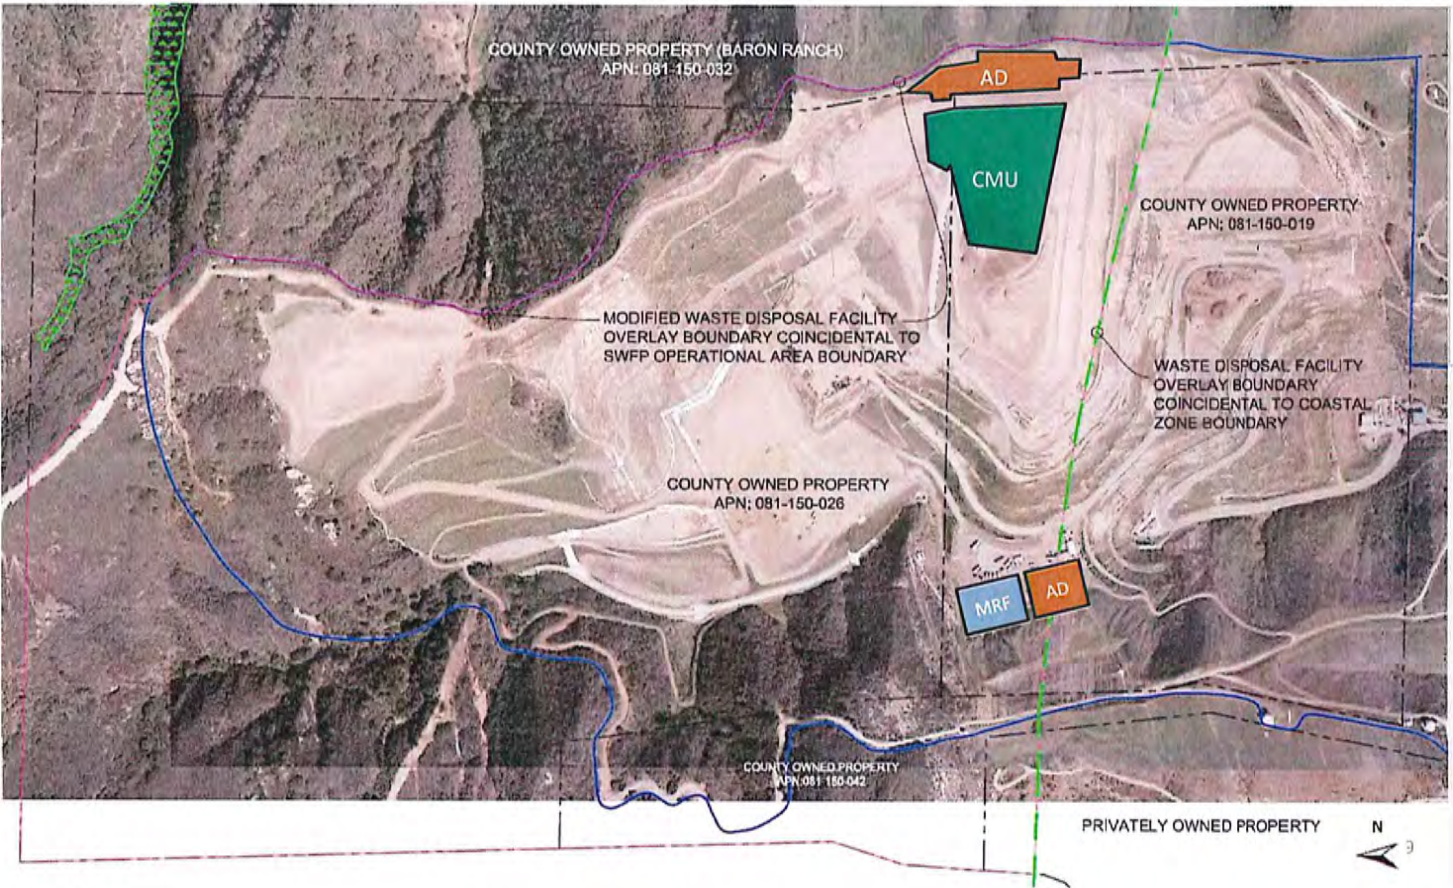 COUNTY OWNED PROPERTY (BARON RANCH)
APN: 081-150-032
AD
CMU
COUNTY OWNED PROPERTY
APN: 081-150-019
MODIFIED WASTE DISPOSAL FACILITY
OVERLAY BOUNDARY COINCIDENTAL TO
SWFP OPERATIONAL AREA BOUNDARY
WASTE DISPOSAL FACILITY
OVERLAY BOUNDARY
COINCIDENTAL TO COASTAL
ZONE BOUNDARY
COUNTY OWNED PROPERTY
APN: 081-150-026
MRF
AD
COUNTY OWNED PROPERTY
APN:081 150-042
PRIVATELY OWNED PROPERTY
N
9